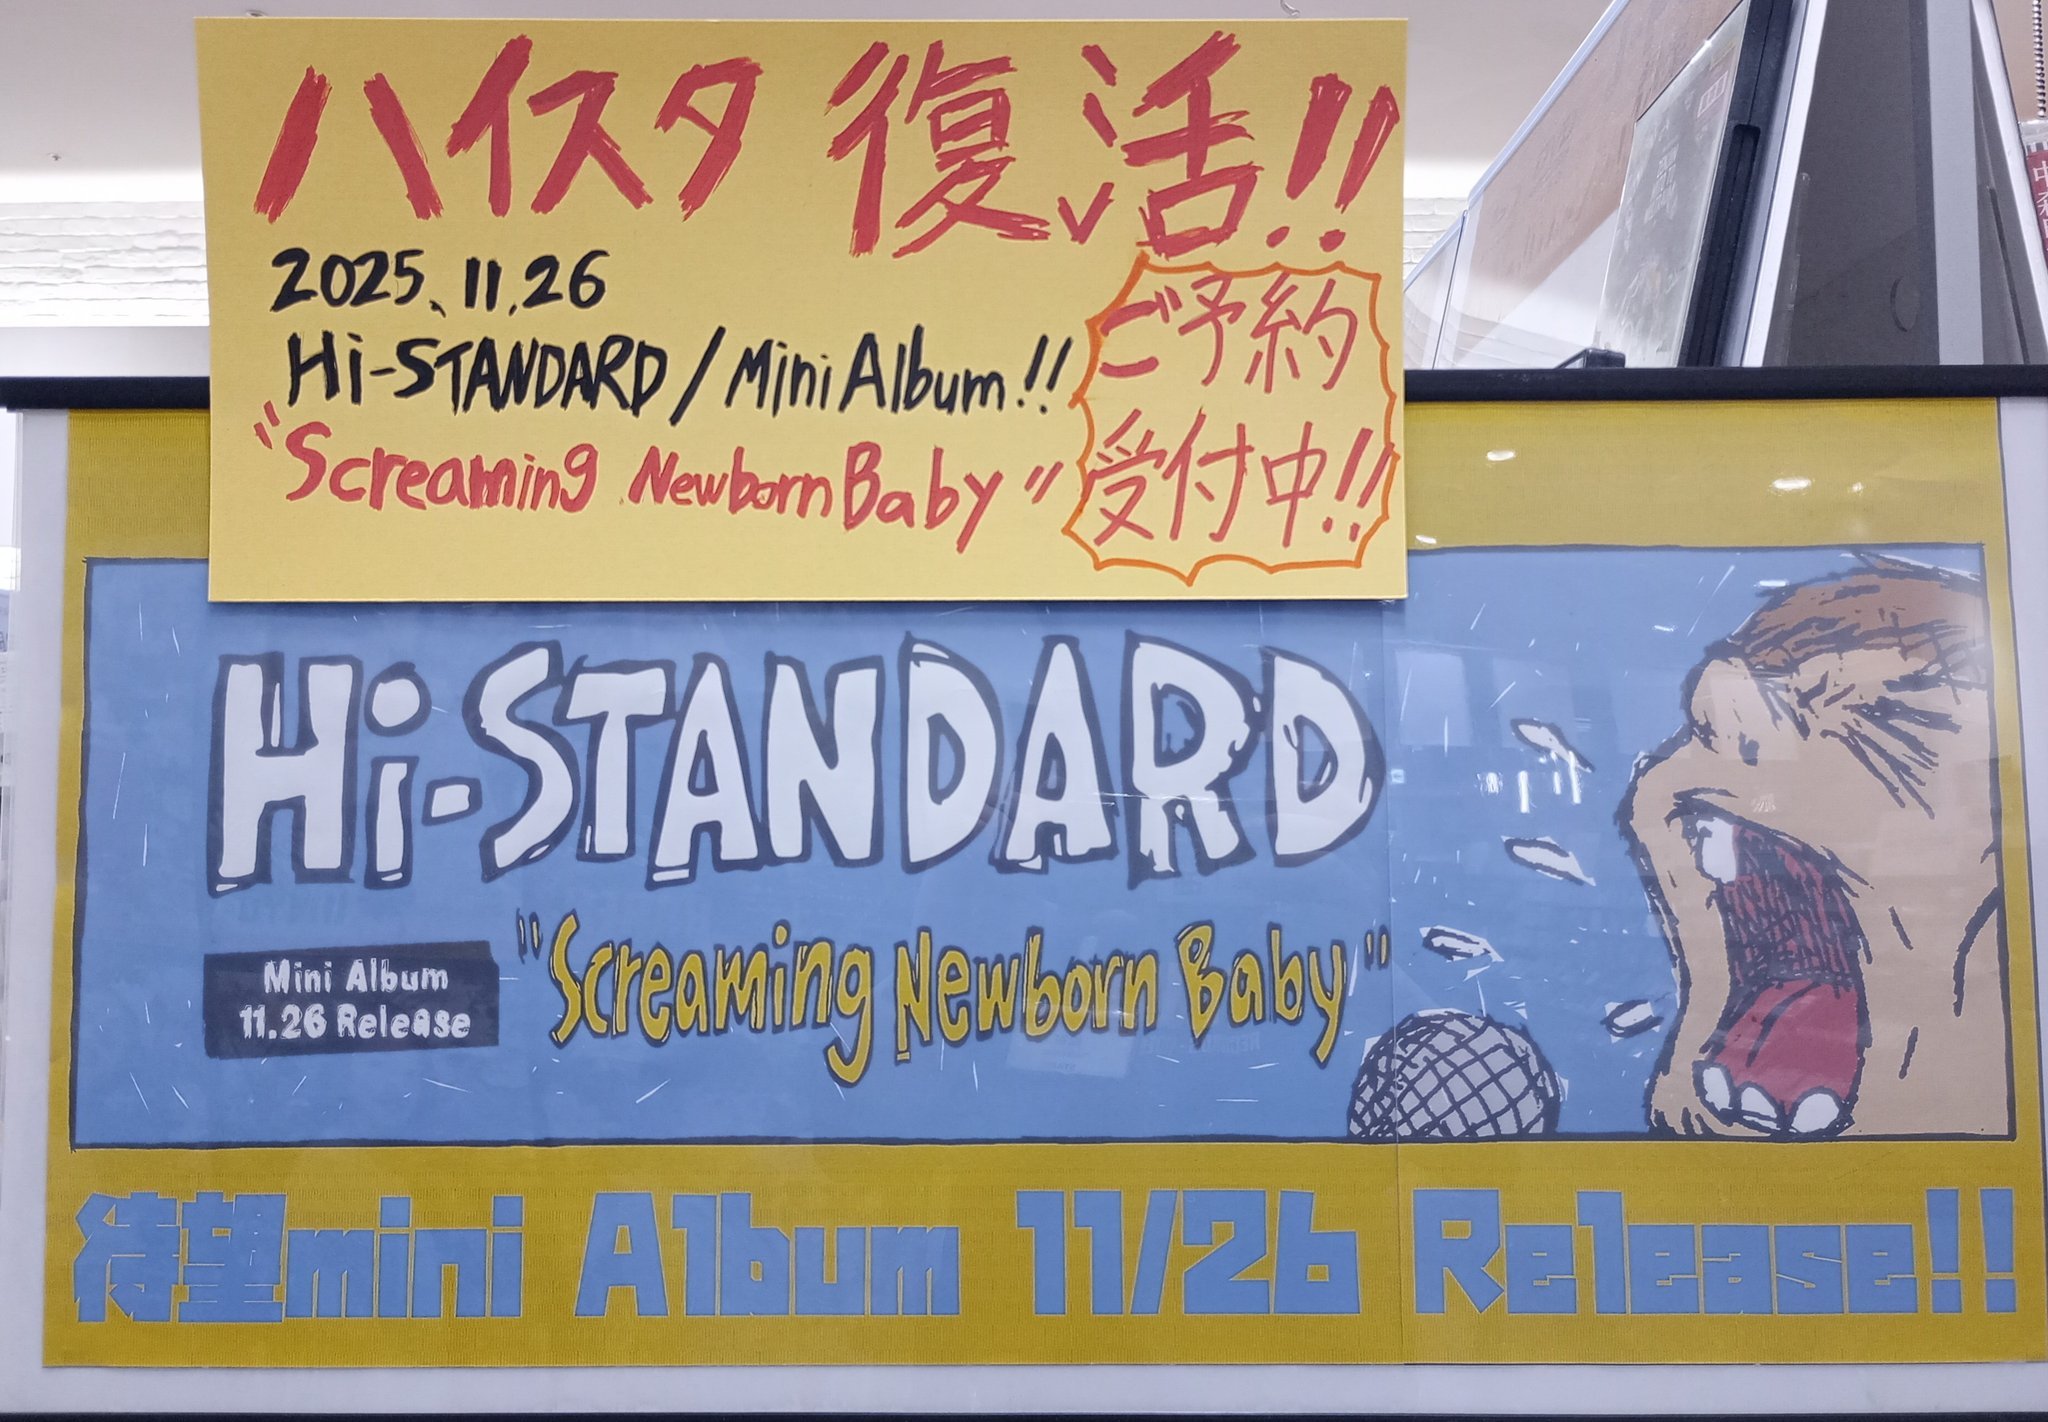 ハイスタ 復活!!
2025.11.26
Hi-STANDARD/Mini Album!!
"Screaming Newborn Baby"
ご予約
受付中!!
Hi-STANDARD
Mini Album
11.26 Release
"Screaming Newborn Baby"
待望mini Album 11/26 Release!!